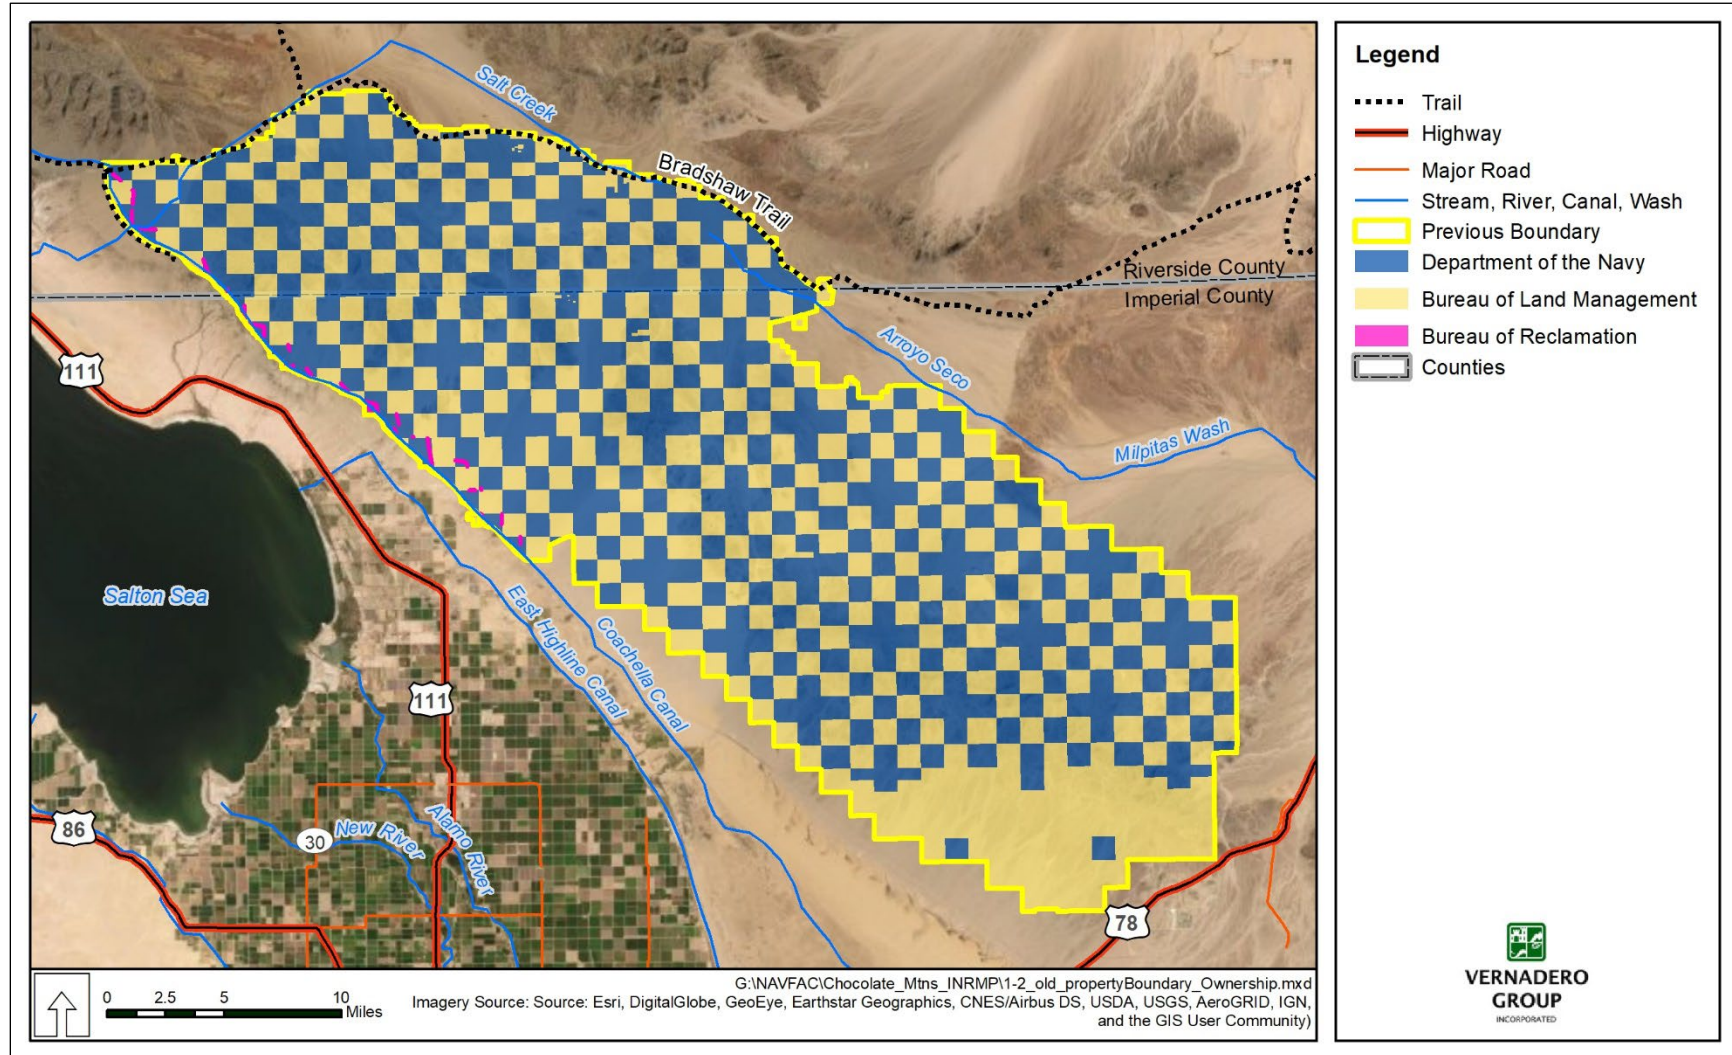 Salt Creek
Bradshaw Trail
Riverside County
Imperial County
Arroyo Seco
Milpitas Wash
111
Salton Sea
East Highline Canal
Coachella Canal
111
86
30
New River
Alamo River
78
0 2.5 5 10
Miles
G:\NAVFAC\Chocolate_Mtns_INRMP\1-2_old_propertyBoundary_Ownership.mxd
Imagery Source: Source: Esri, DigitalGlobe, GeoEye, Earthstar Geographics, CNES/Airbus DS, USDA, USGS, AeroGRID, IGN,
and the GIS User Community)
Legend
Trail
Highway
Major Road
Stream, River, Canal, Wash
Previous Boundary
Department of the Navy
Bureau of Land Management
Bureau of Reclamation
Counties
VERNADERO
GROUP
INCORPORATED